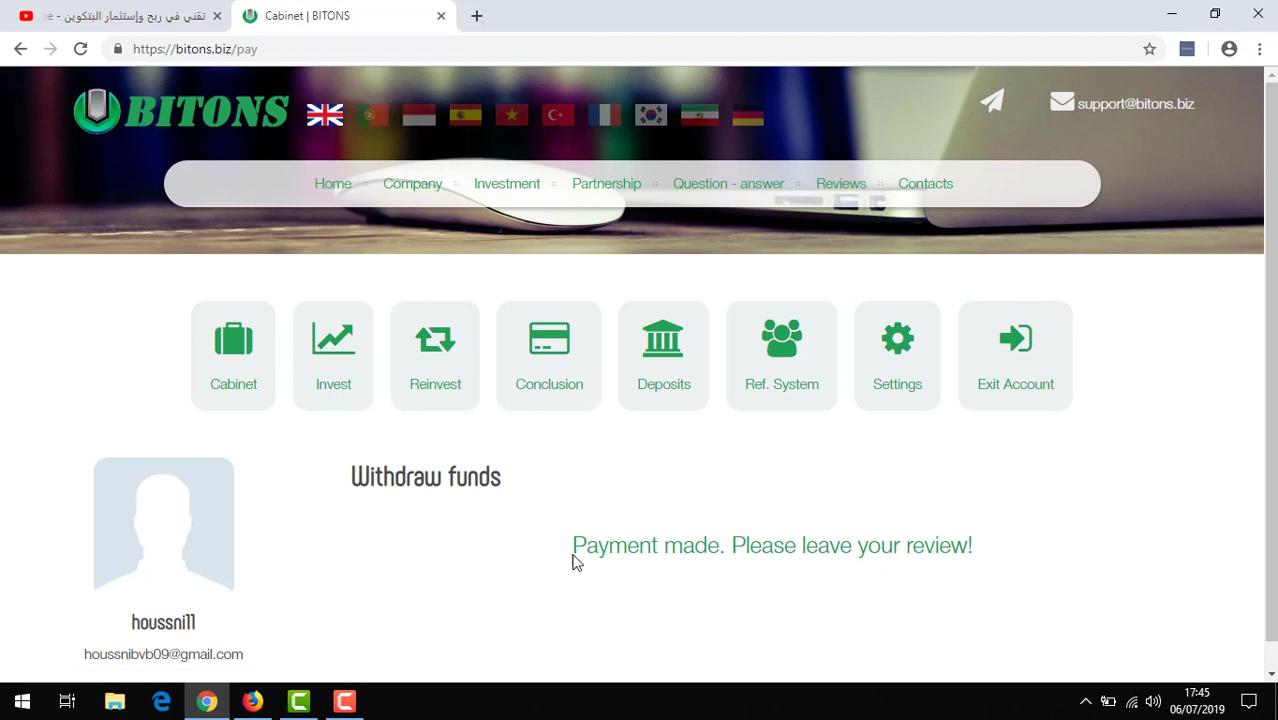 تقني في ربح وإستثمار البتكوين - be
Cabinet | BITONS
https://bitons.biz/pay
BITONS
support@bitons.biz
Home :: Company :: Investment :: Partnership :: Question - answer :: Reviews :: Contacts
Cabinet
Invest
Reinvest
Conclusion
Deposits
Ref. System
Settings
Exit Account
Withdraw funds
Payment made. Please leave your review!
houssni11
houssnibvb09@gmail.com
17:45
06/07/2019